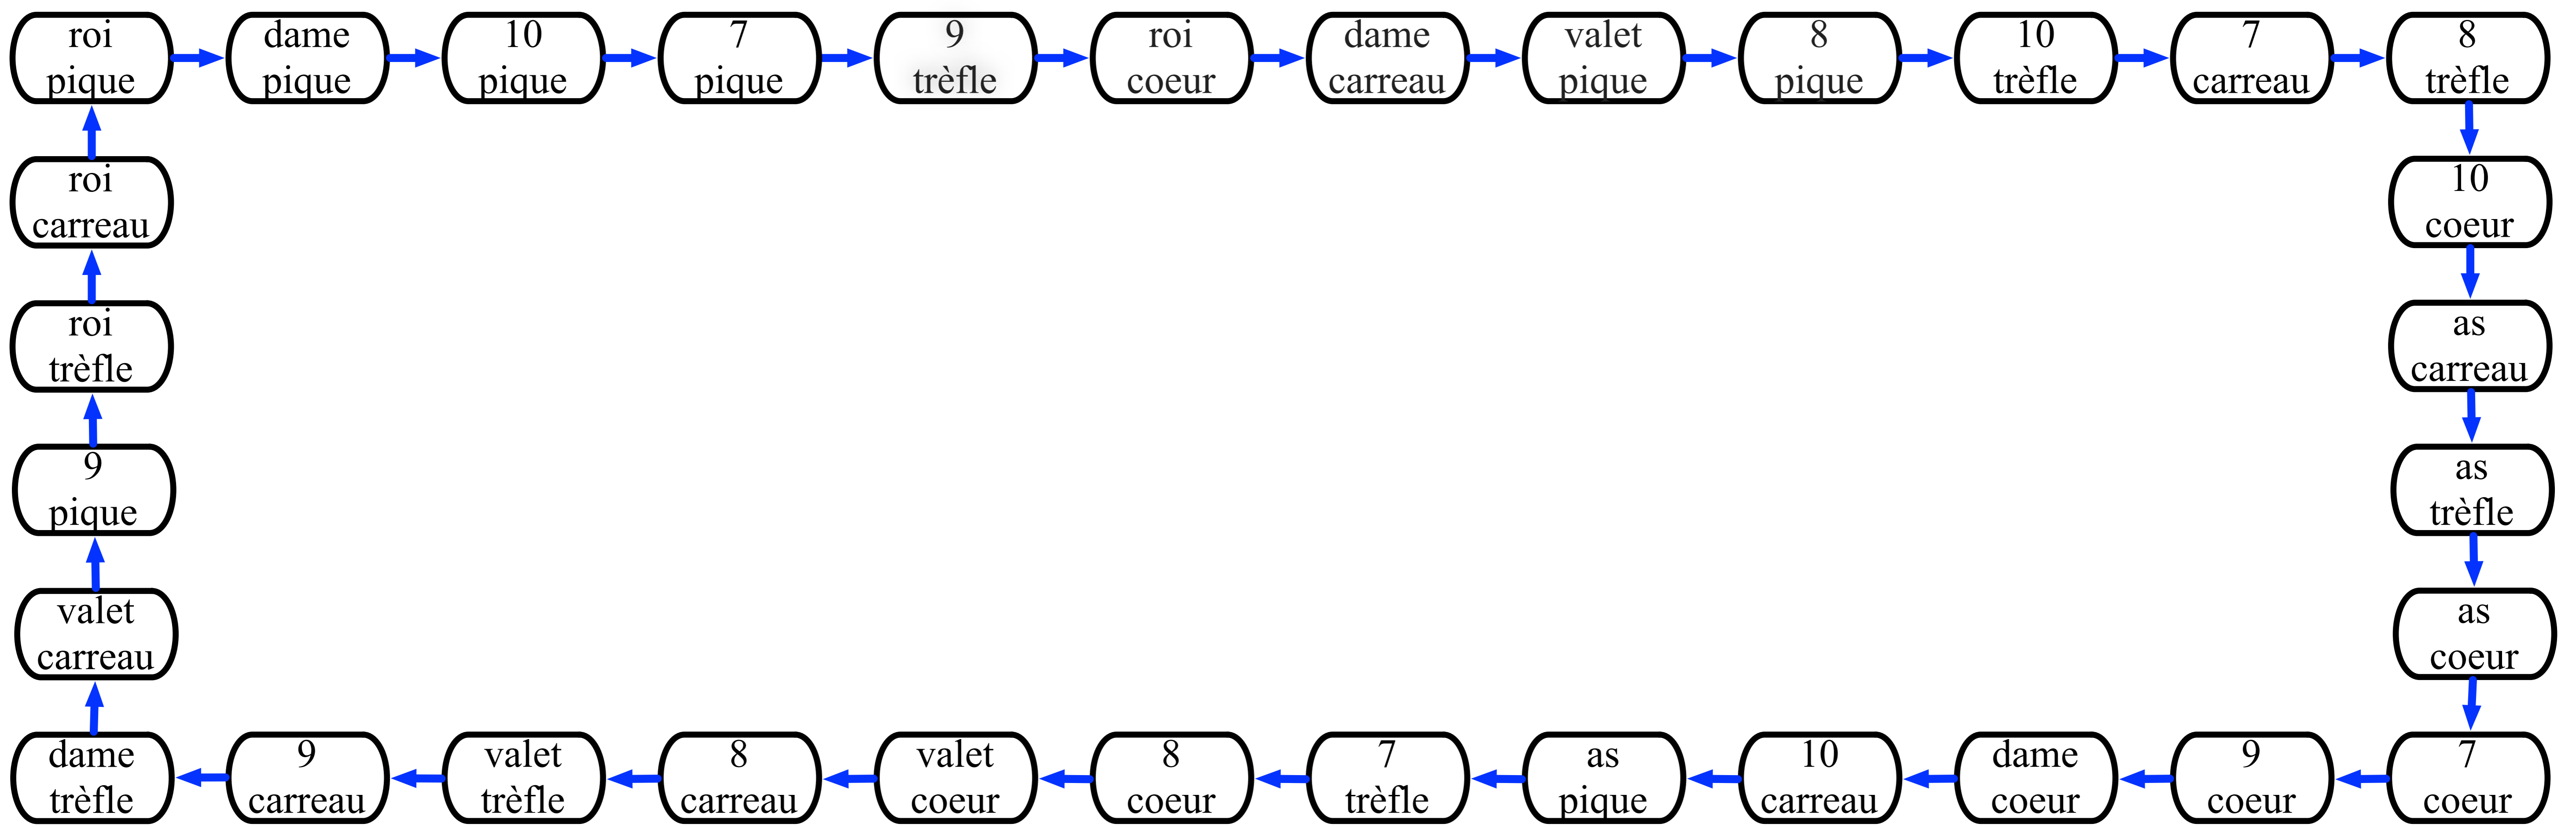 roi
pique
dame
pique
10
pique
7
pique
9
trèfle
roi
coeur
dame
carreau
valet
pique
8
pique
10
trèfle
7
carreau
8
trèfle
10
coeur
as
carreau
as
trèfle
as
coeur
7
coeur
9
coeur
dame
coeur
10
carreau
as
pique
7
trèfle
8
coeur
valet
coeur
8
carreau
valet
trèfle
9
carreau
dame
trèfle
valet
carreau
9
pique
roi
trèfle
roi
carreau